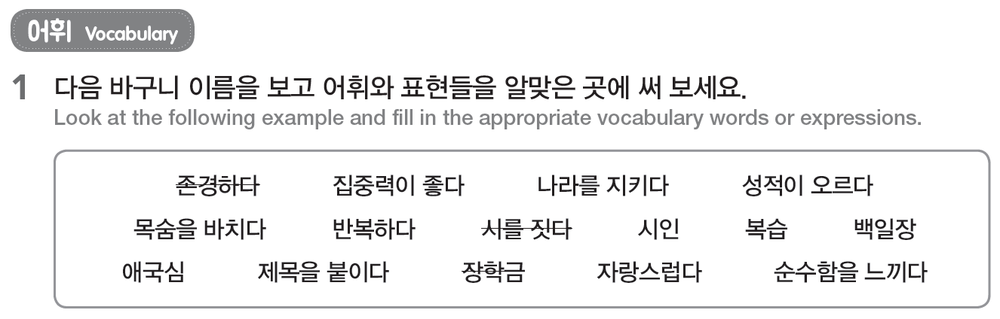 어휘 Vocabulary
1 다음 바구니 이름을 보고 어휘와 표현들을 알맞은 곳에 써 보세요.
Look at the following example and fill in the appropriate vocabulary words or expressions.
존경하다 집중력이 좋다 나라를 지키다 성적이 오르다
목숨을 바치다 반복하다 시를 짓다 시인 복습 백일장
애국심 제목을 붙이다 장학금 자랑스럽다 순수함을 느끼다